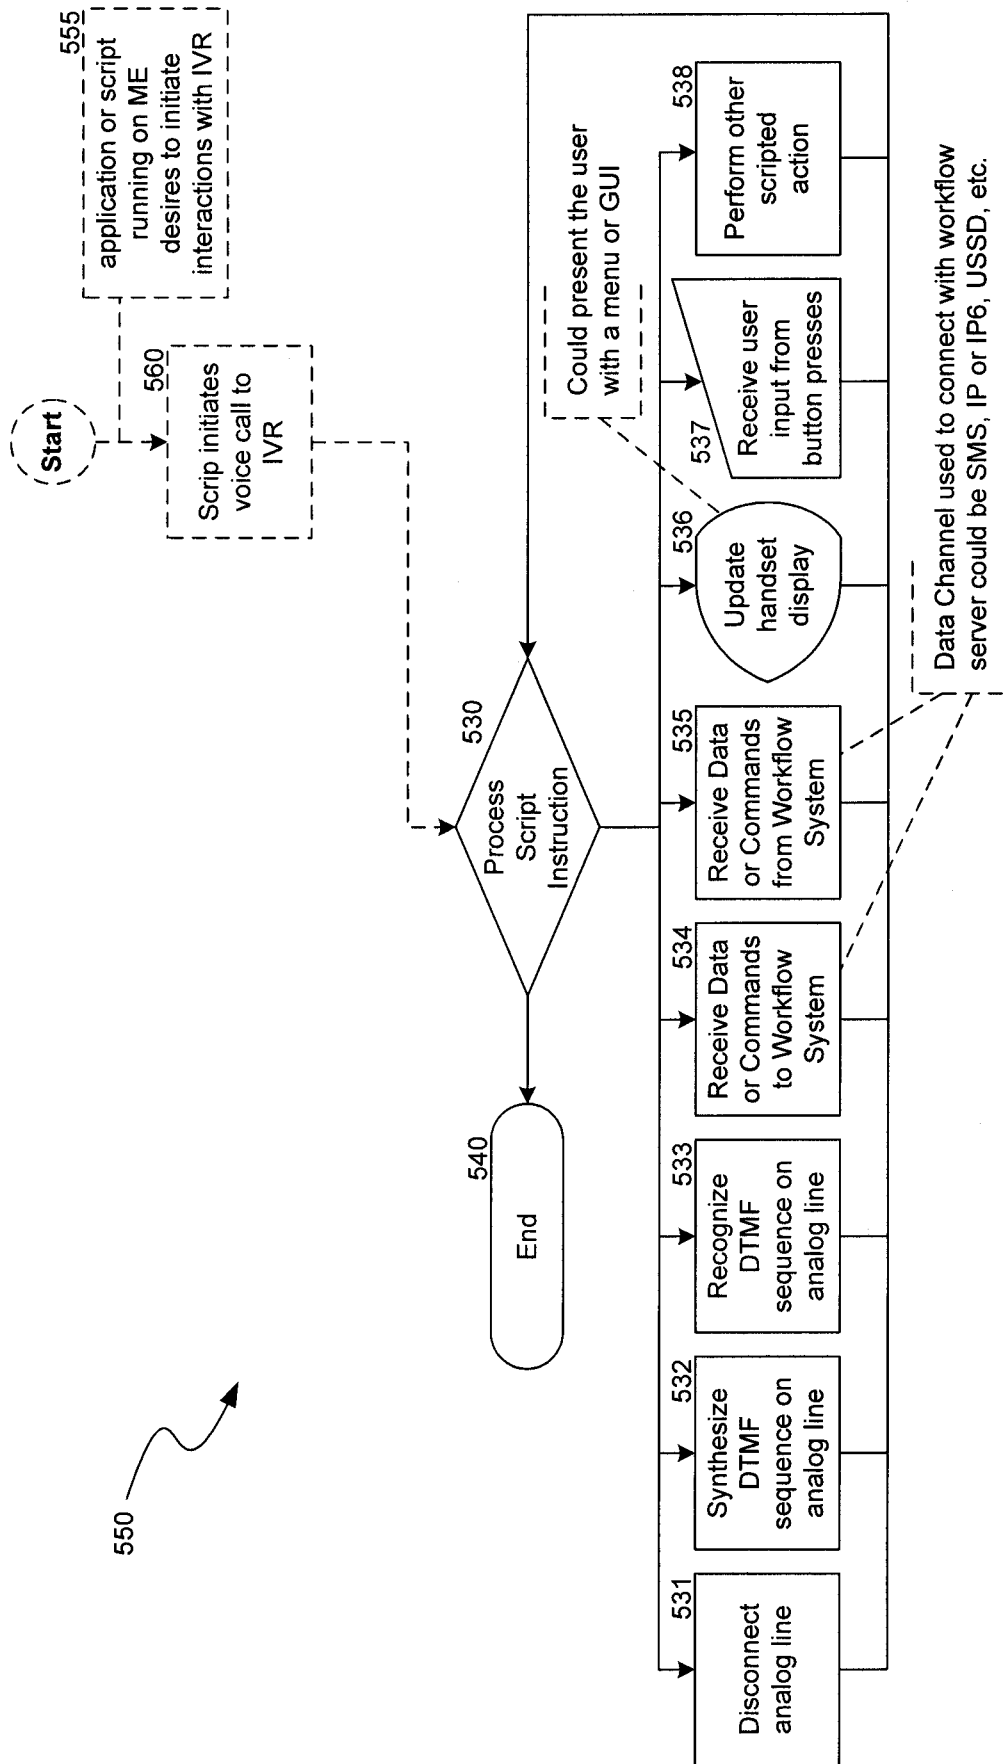 550
Start
555
application or script
running on ME
desires to initiate
interactions with IVR
560
Scrip initiates
voice call to
IVR
530
Process
Script
Instruction
540
End
531
Disconnect
analog line
532
Synthesize
DTMF
sequence on
analog line
533
Recognize
DTMF
sequence on
analog line
534
Receive Data
or Commands
to Workflow
System
535
Receive Data
or Commands
from Workflow
System
536
Update
handset
display
Could present the user
with a menu or GUI
537
Receive user
input from
button presses
538
Perform other
scripted
action
Data Channel used to connect with workflow
server could be SMS, IP or IP6, USSD, etc.